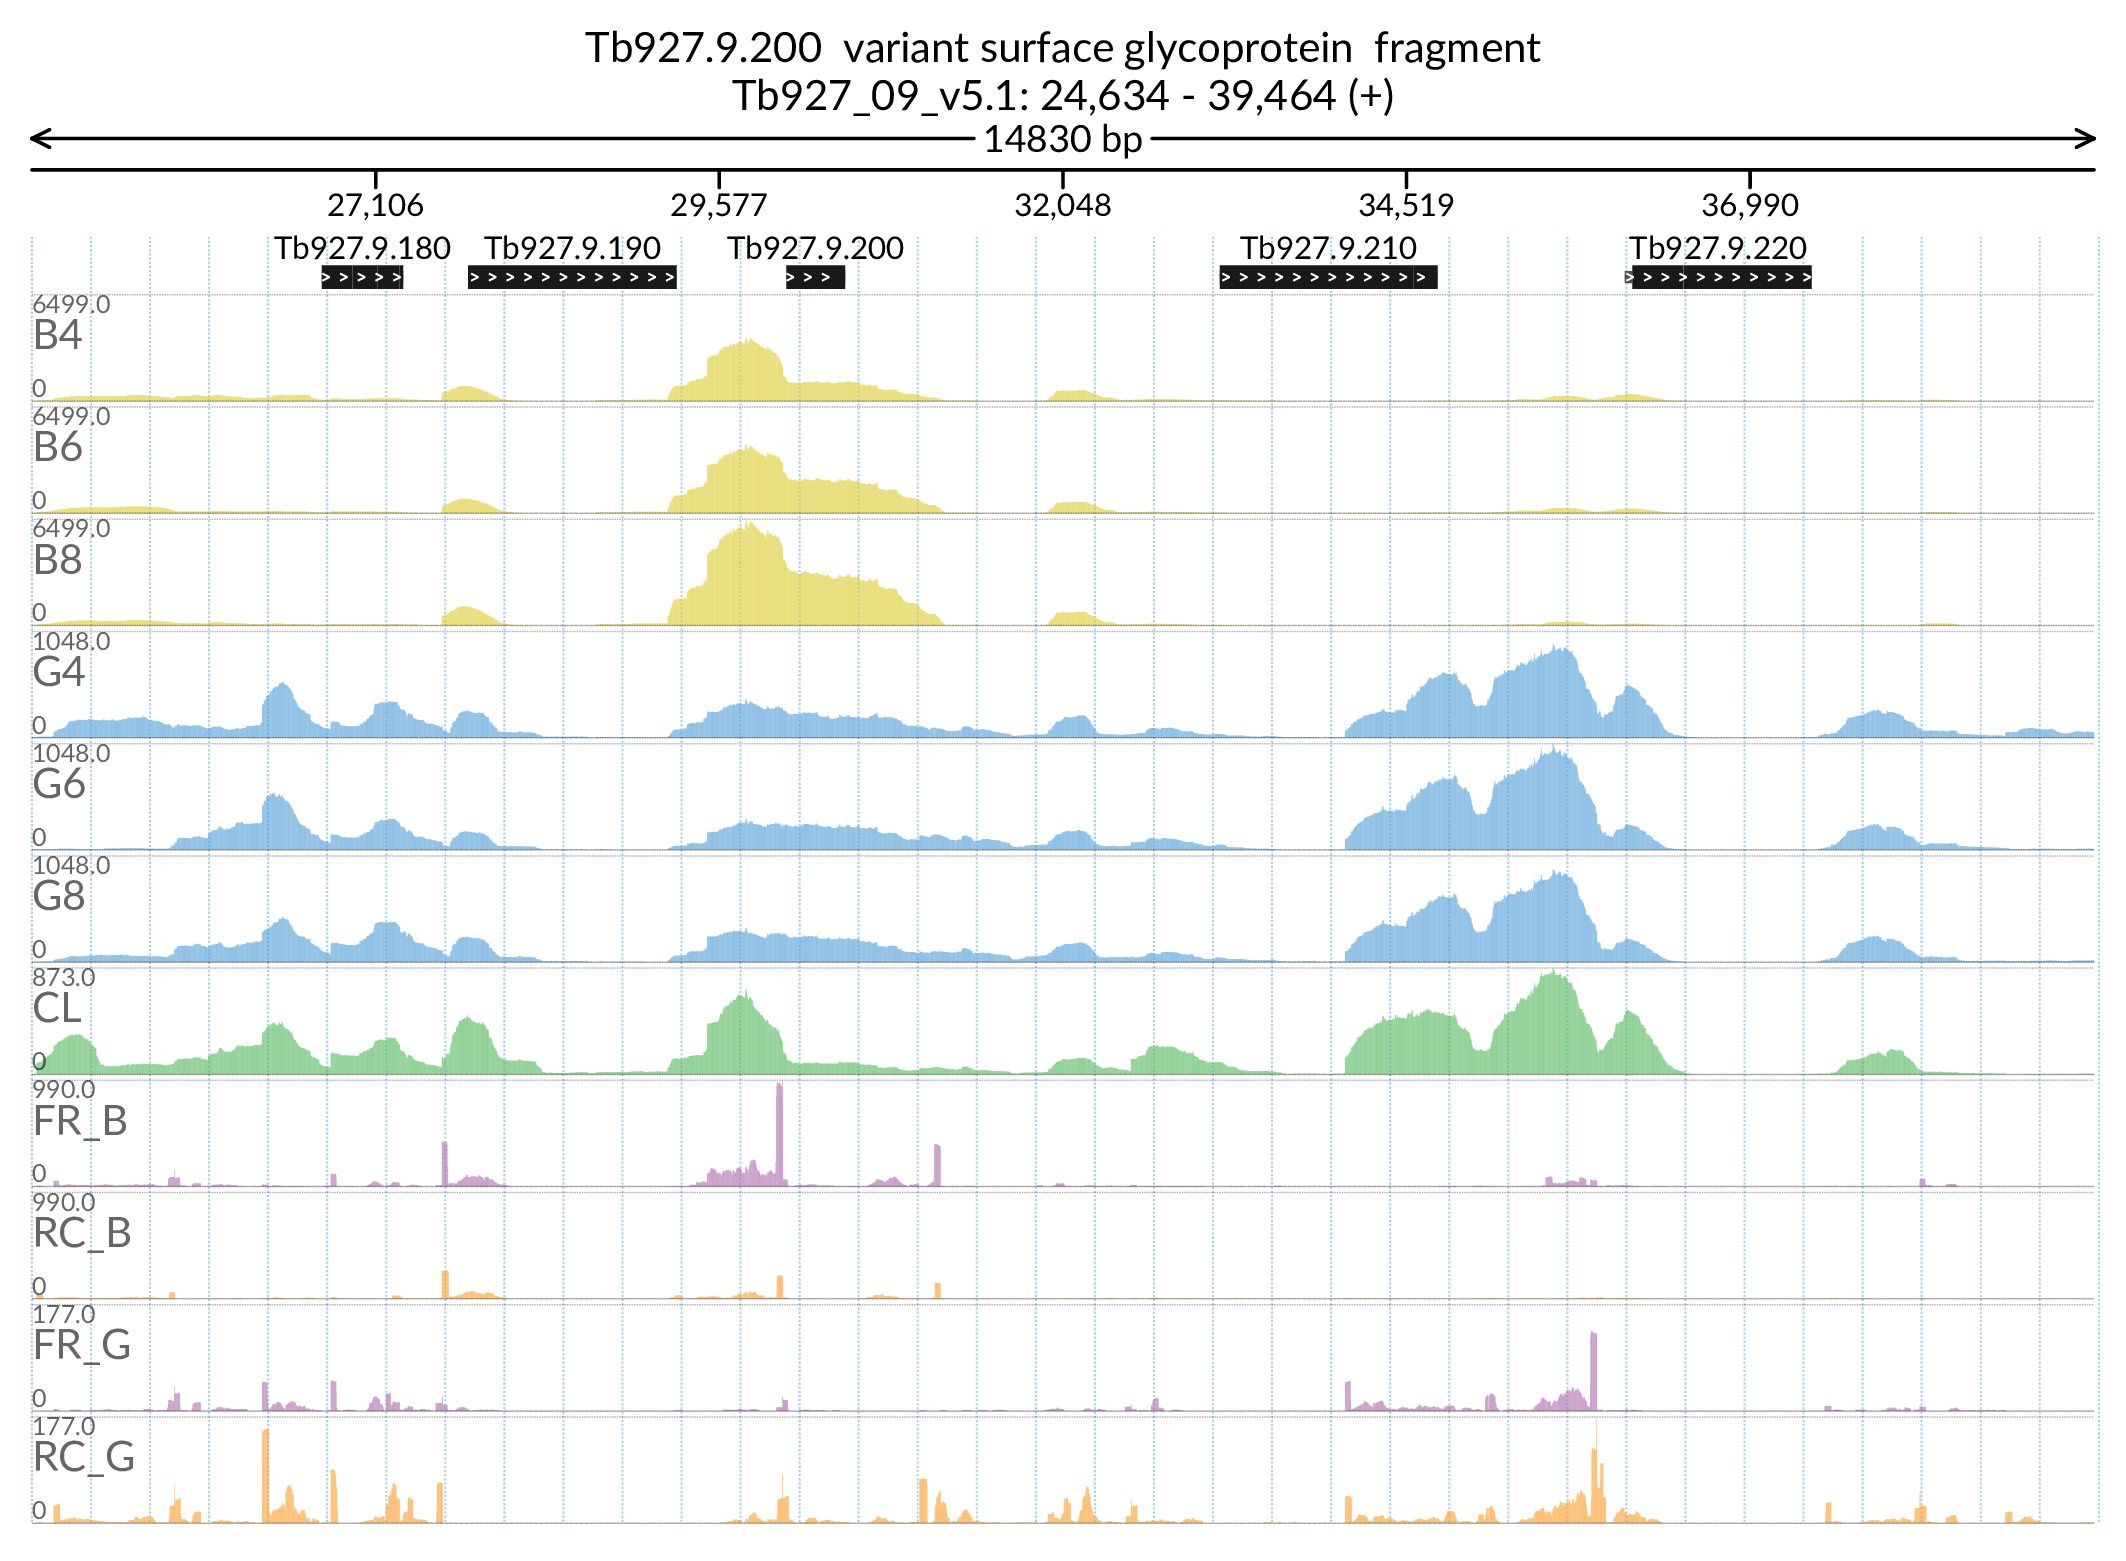 Tb927.9.200 variant surface glycoprotein fragment
Tb927_09_v5.1: 24,634 - 39,464 (+)
14830 bp
27,106 29,577 32,048 34,519 36,990
Tb927.9.180 Tb927.9.190 Tb927.9.200 Tb927.9.210 Tb927.9.220
6499.0
B4
0
6499.0
B6
0
6499.0
B8
0
1048.0
G4
0
1048.0
G6
0
1048.0
G8
0
873.0
CL
0
990.0
FR_B
0
990.0
RC_B
0
177.0
FR_G
0
177.0
RC_G
0